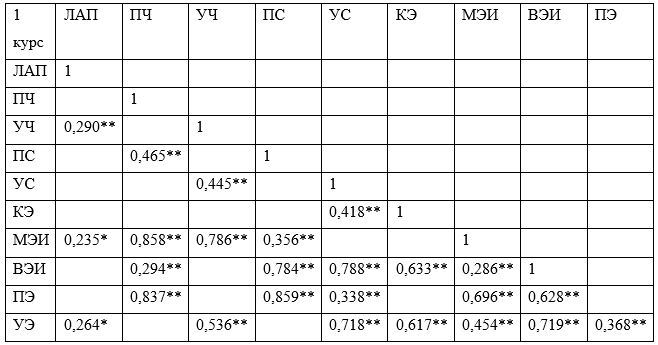 1 курс ЛАП ПЧ УЧ ПС УС КЭ МЭИ ВЭИ ПЭ
ЛАП 1
ПЧ 1
УЧ 0,290** 1
ПС 0,465** 1
УС 0,445** 1
КЭ 0,418** 1
МЭИ 0,235* 0,858** 0,786** 0,356** 1
ВЭИ 0,294** 0,784** 0,788** 0,633** 0,286** 1
ПЭ 0,837** 0,859** 0,338** 0,696** 0,628**
УЭ 0,264* 0,536** 0,718** 0,617** 0,454** 0,719** 0,368**